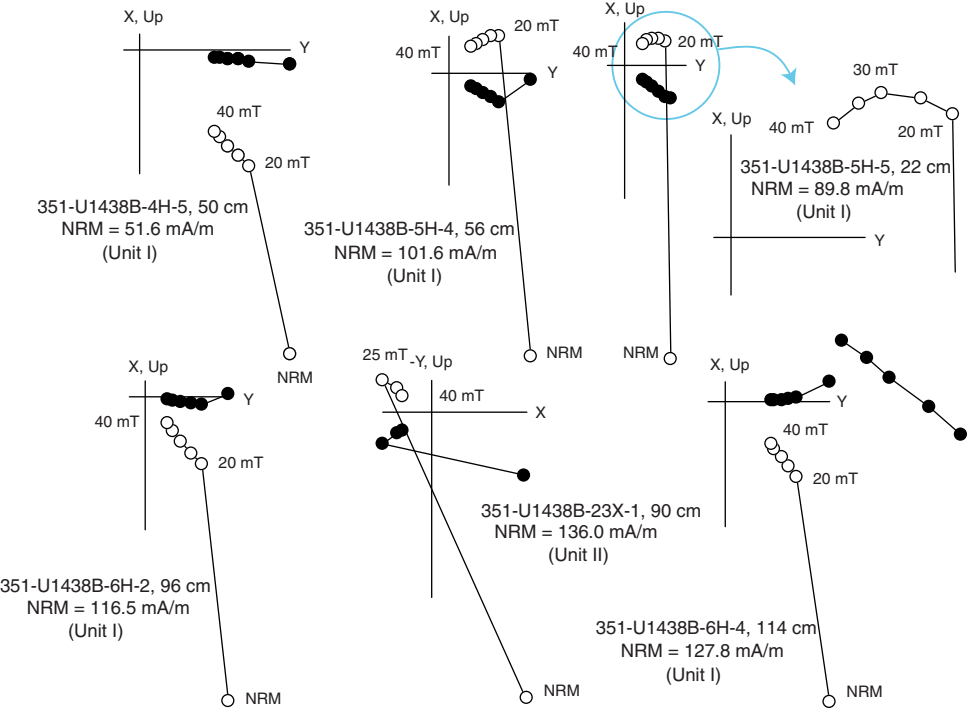 X, Up
Y
40 mT
20 mT
351-U1438B-4H-5, 50 cm
NRM = 51.6 mA/m
(Unit I)
NRM
X, Up
20 mT
40 mT
Y
351-U1438B-5H-4, 56 cm
NRM = 101.6 mA/m
(Unit I)
NRM
X, Up
40 mT
20 mT
Y
NRM
30 mT
X, Up
40 mT
20 mT
351-U1438B-5H-5, 22 cm
NRM = 89.8 mA/m
(Unit I)
Y
X, Up
Y
40 mT
20 mT
351-U1438B-6H-2, 96 cm
NRM = 116.5 mA/m
(Unit I)
NRM
25 mT
-Y, Up
40 mT
X
351-U1438B-23X-1, 90 cm
NRM = 136.0 mA/m
(Unit II)
NRM
X, Up
Y
40 mT
20 mT
351-U1438B-6H-4, 114 cm
NRM = 127.8 mA/m
(Unit I)
NRM